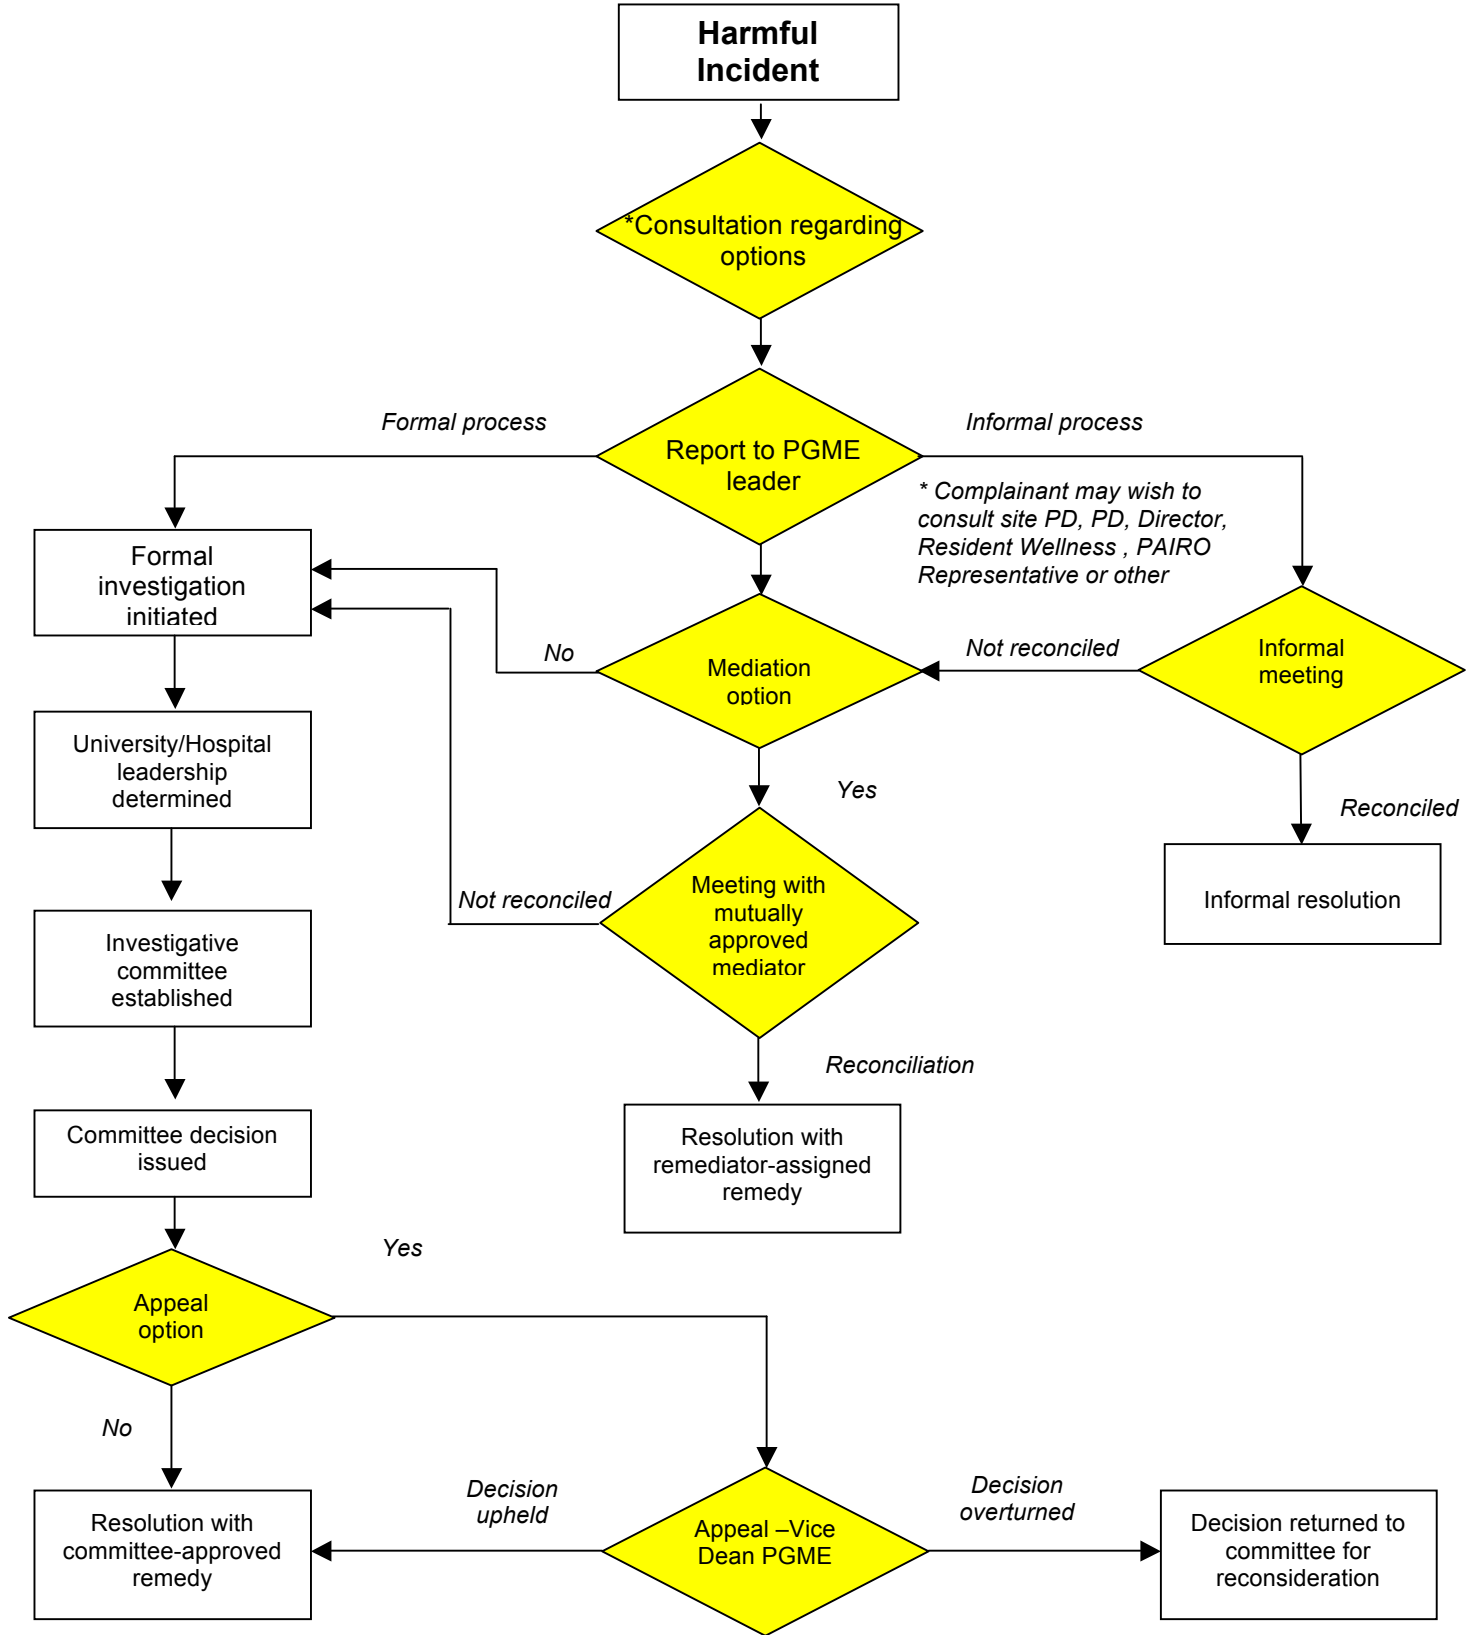 Harmful
Incident
*Consultation regarding
options
Formal process
Informal process
Report to PGME
leader
* Complainant may wish to
consult site PD, PD, Director,
Resident Wellness , PAIRO
Representative or other
Formal
investigation
initiated
No
Mediation
option
Not reconciled
Informal
meeting
University/Hospital
leadership
determined
Yes
Reconciled
Not reconciled
Meeting with
mutually
approved
mediator
Informal resolution
Investigative
committee
established
Reconciliation
Committee decision
issued
Resolution with
remediator-assigned
remedy
Yes
Appeal
option
No
Decision
upheld
Decision
overturned
Resolution with
committee-approved
remedy
Appeal –Vice
Dean PGME
Decision returned to
committee for
reconsideration